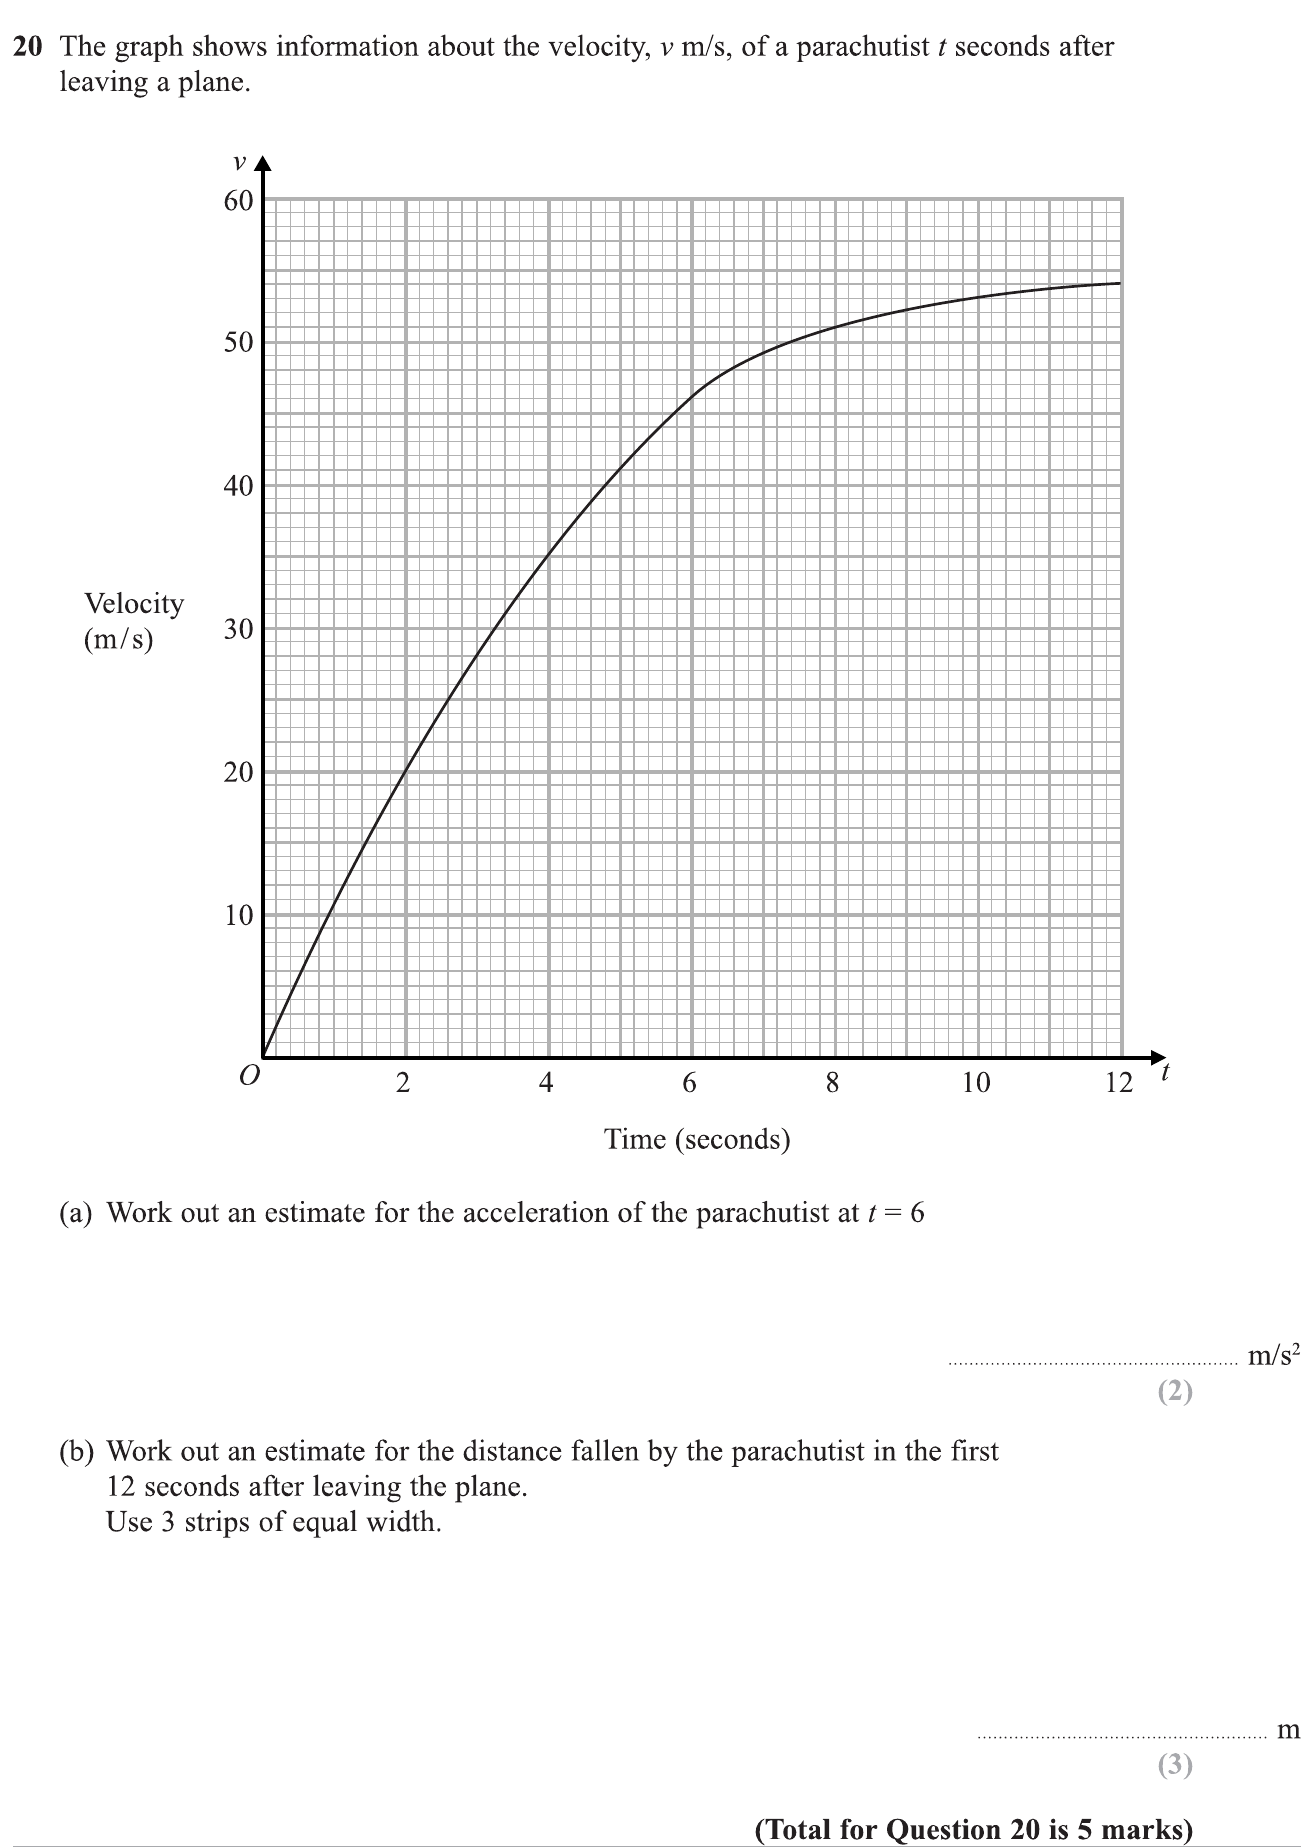 20 The graph shows information about the velocity, v m/s, of a parachutist t seconds after
leaving a plane.
v
60
50
40
Velocity
(m/s)
30
20
10
O
2 4 6 8 10 12 t
Time (seconds)
(a) Work out an estimate for the acceleration of the parachutist at t = 6
........................................................ m/s²
(2)
(b) Work out an estimate for the distance fallen by the parachutist in the first
12 seconds after leaving the plane.
Use 3 strips of equal width.
........................................................ m
(3)
(Total for Question 20 is 5 marks)